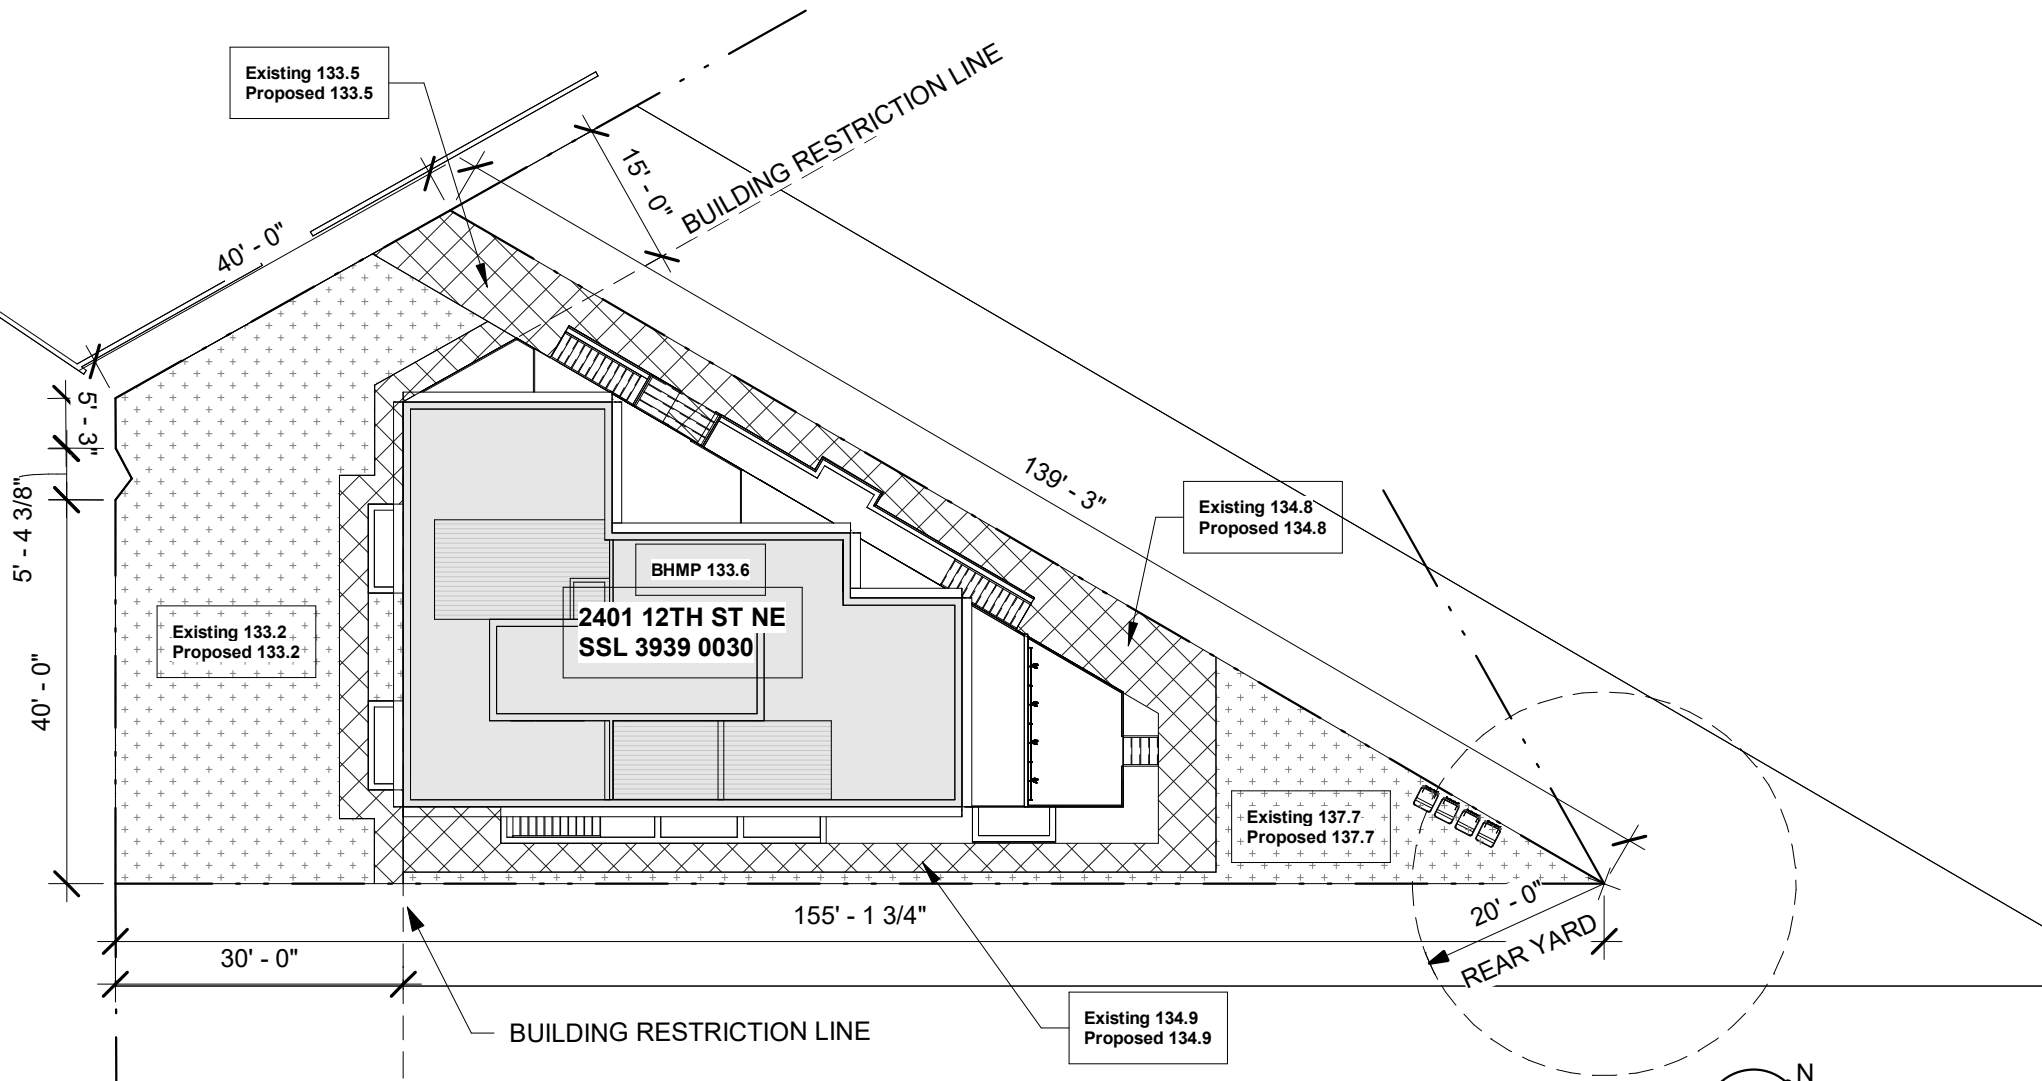 Existing 133.5
Proposed 133.5
BUILDING RESTRICTION LINE
15' - 0"
40' - 0"
5' - 3"
139' - 3"
Existing 134.8
Proposed 134.8
5' - 4 3/8"
BHMP 133.6
2401 12TH ST NE
SSL 3939 0030
Existing 133.2
Proposed 133.2
40' - 0"
Existing 137.7
Proposed 137.7
155' - 1 3/4"
20' - 0"
REAR YARD
30' - 0"
BUILDING RESTRICTION LINE
Existing 134.9
Proposed 134.9
N